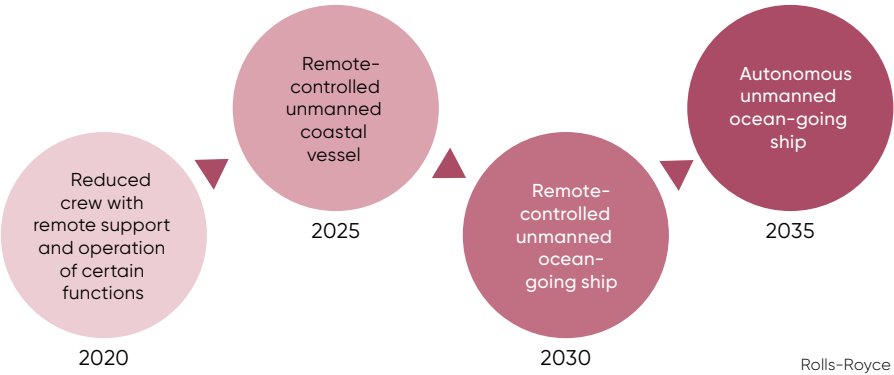 Reduced
crew with
remote support
and operation
of certain
functions
2020
Remote-
controlled
unmanned
coastal
vessel
2025
Remote-
controlled
unmanned
ocean-
going ship
2030
Autonomous
unmanned
ocean-going
ship
2035
Rolls-Royce